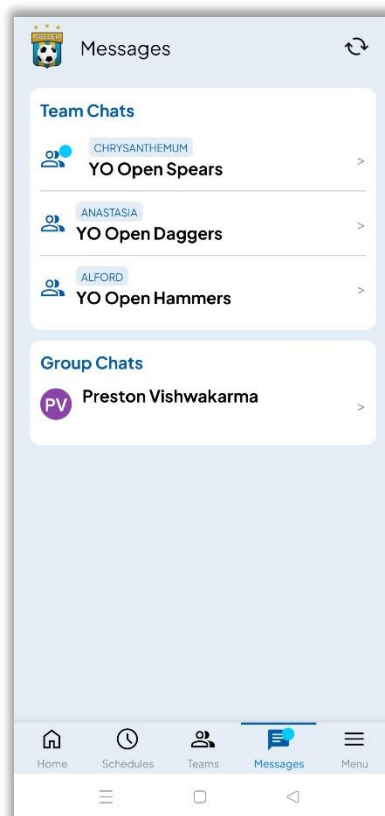 SOCCER
Messages
Team Chats
CHRYSANTHEMUM
YO Open Spears
>
ANASTASIA
YO Open Daggers
>
ALFORD
YO Open Hammers
>
Group Chats
PV
Preston Vishwakarma
>
Home
Schedules
Teams
Messages
Menu